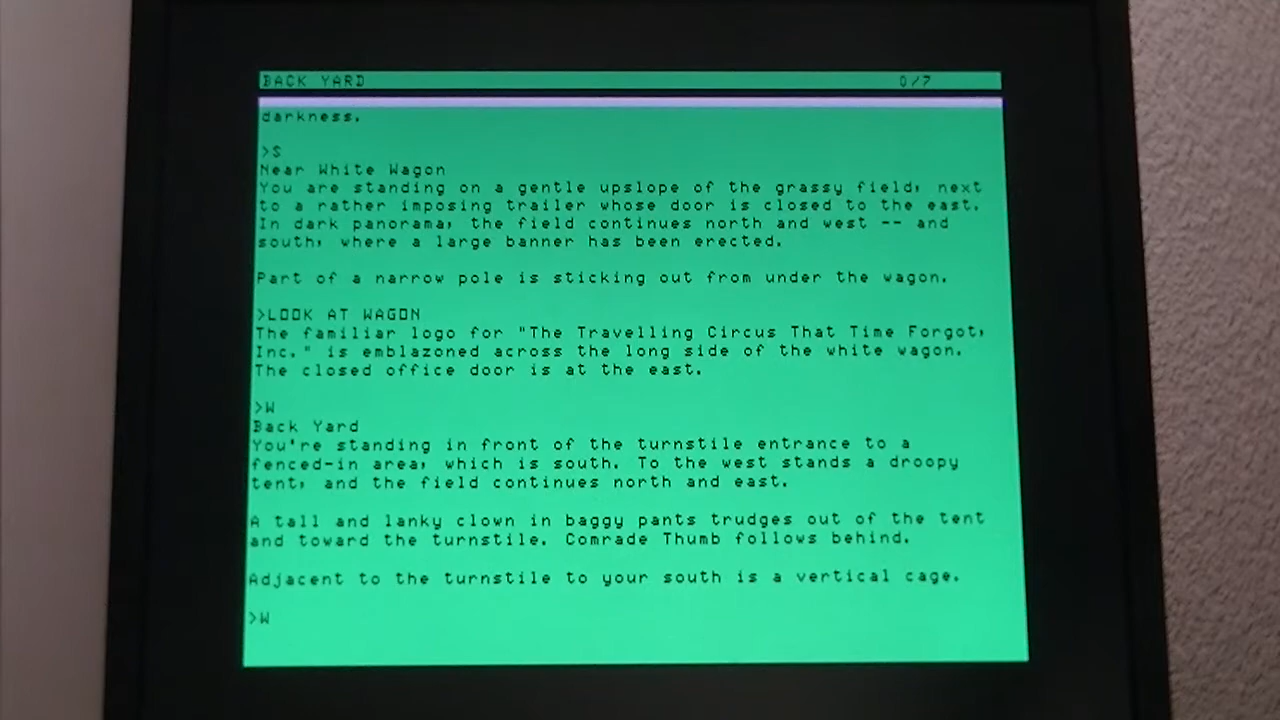 BACK YARD 0/7
darkness.
>S
Near White Wagon
You are standing on a gentle upslope of the grassy field, next
to a rather imposing trailer whose door is closed to the east.
In dark panorama, the field continues north and west -- and
south, where a large banner has been erected.
Part of a narrow pole is sticking out from under the wagon.
>LOOK AT WAGON
The familiar logo for "The Travelling Circus That Time Forgot,
Inc." is emblazoned across the long side of the white wagon.
The closed office door is at the east.
>W
Back Yard
You're standing in front of the turnstile entrance to a
fenced-in area, which is south. To the west stands a droopy
tent, and the field continues north and east.
A tall and lanky clown in baggy pants trudges out of the tent
and toward the turnstile. Comrade Thumb follows behind.
Adjacent to the turnstile to your south is a vertical cage.
>W